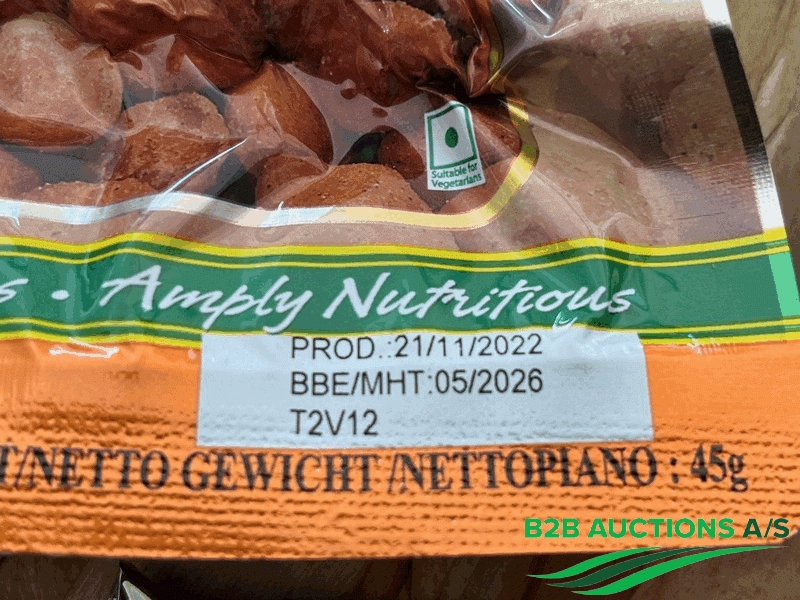 Suitable for
Vegetarians
s · Amply Nutritious
PROD.:21/11/2022
BBE/MHT:05/2026
T2V12
T/NETTO GEWICHT /NETTOPIANO : 45g
B2B AUCTIONS A/S